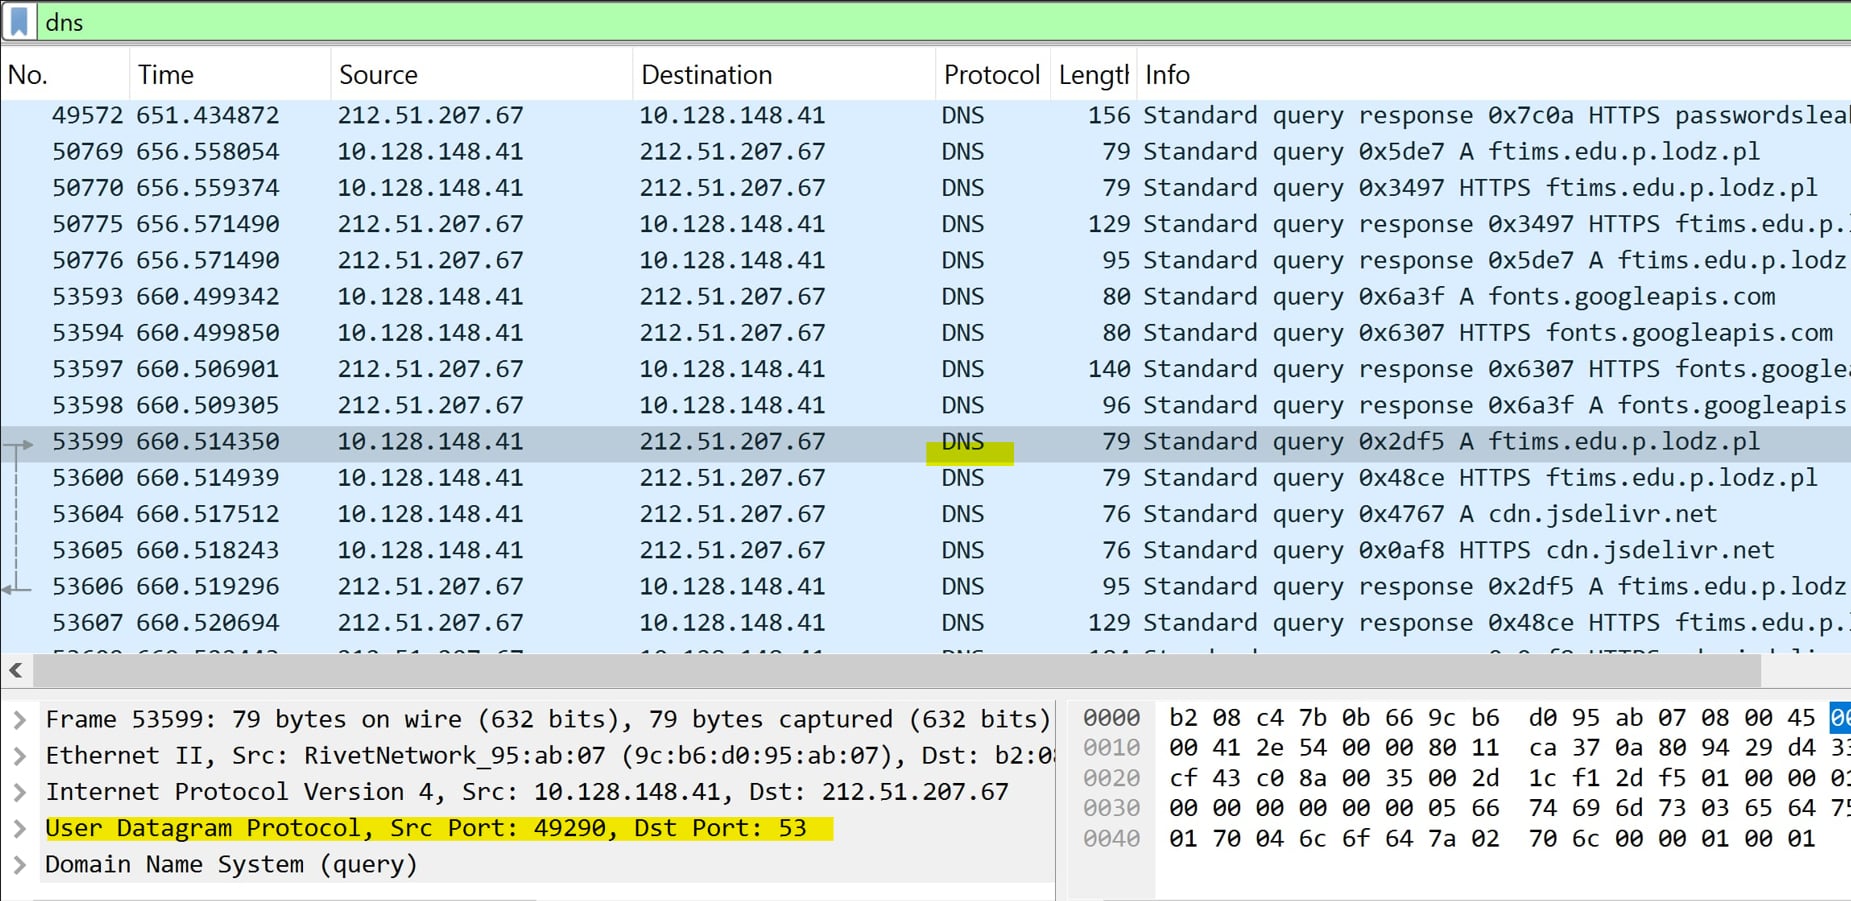 dns
No. Time Source Destination Protocol Length Info
49572 651.434872 212.51.207.67 10.128.148.41 DNS 156 Standard query response 0x7c0a HTTPS passwordsleak
50769 656.558054 10.128.148.41 212.51.207.67 DNS 79 Standard query 0x5de7 A ftims.edu.p.lodz.pl
50770 656.559374 10.128.148.41 212.51.207.67 DNS 79 Standard query 0x3497 HTTPS ftims.edu.p.lodz.pl
50775 656.571490 212.51.207.67 10.128.148.41 DNS 129 Standard query response 0x3497 HTTPS ftims.edu.p.l
50776 656.571490 212.51.207.67 10.128.148.41 DNS 95 Standard query response 0x5de7 A ftims.edu.p.lodz
53593 660.499342 10.128.148.41 212.51.207.67 DNS 80 Standard query 0x6a3f A fonts.googleapis.com
53594 660.499850 10.128.148.41 212.51.207.67 DNS 80 Standard query 0x6307 HTTPS fonts.googleapis.com
53597 660.506901 212.51.207.67 10.128.148.41 DNS 140 Standard query response 0x6307 HTTPS fonts.googlea
53598 660.509305 212.51.207.67 10.128.148.41 DNS 96 Standard query response 0x6a3f A fonts.googleapis
53599 660.514350 10.128.148.41 212.51.207.67 DNS 79 Standard query 0x2df5 A ftims.edu.p.lodz.pl
53600 660.514939 10.128.148.41 212.51.207.67 DNS 79 Standard query 0x48ce HTTPS ftims.edu.p.lodz.pl
53604 660.517512 10.128.148.41 212.51.207.67 DNS 76 Standard query 0x4767 A cdn.jsdelivr.net
53605 660.518243 10.128.148.41 212.51.207.67 DNS 76 Standard query 0x0af8 HTTPS cdn.jsdelivr.net
53606 660.519296 212.51.207.67 10.128.148.41 DNS 95 Standard query response 0x2df5 A ftims.edu.p.lodz
53607 660.520694 212.51.207.67 10.128.148.41 DNS 129 Standard query response 0x48ce HTTPS ftims.edu.p.l
Frame 53599: 79 bytes on wire (632 bits), 79 bytes captured (632 bits)
Ethernet II, Src: RivetNetwork_95:ab:07 (9c:b6:d0:95:ab:07), Dst: b2:08
Internet Protocol Version 4, Src: 10.128.148.41, Dst: 212.51.207.67
User Datagram Protocol, Src Port: 49290, Dst Port: 53
Domain Name System (query)
0000 b2 08 c4 7b 0b 66 9c b6 d0 95 ab 07 08 00 45 00
0010 00 41 2e 54 00 00 80 11 ca 37 0a 80 94 29 d4 33
0020 cf 43 c0 8a 00 35 00 2d 1c f1 2d f5 01 00 00 01
0030 00 00 00 00 00 00 05 66 74 69 6d 73 03 65 64 75
0040 01 70 04 6c 6f 64 7a 02 70 6c 00 00 01 00 01